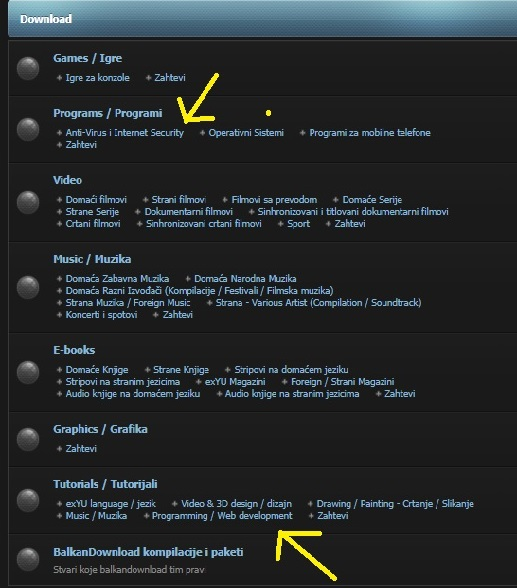 Download
Games / Igre
Igre za konzole Zahtevi
Programs / Programi
Anti-Virus i Internet Security Operativni Sistemi Programi za mobilne telefone
Zahtevi
Video
Domaći filmovi Strani filmovi Filmovi sa prevodom Domaće Serije
Strane Serije Dokumentarni filmovi Sinhronizovani i titlovani dokumentarni filmovi
Crtani filmovi Sinhronizovani crtani filmovi Sport Zahtevi
Music / Muzika
Domaća Zabavna Muzika Domaća Narodna Muzika
Domaća Razni Izvođači (Kompilacije / Festivali / Filmska muzika)
Strana Muzika / Foreign Music Strana - Various Artist (Compilation / Soundtrack)
Koncerti i spotovi Zahtevi
E-books
Domaće Knjige Strane Knjige Stripovi na domaćem jeziku
Stripovi na stranim jezicima exYU Magazini Foreign / Strani Magazini
Audio knjige na domaćem jeziku Audio knjige na stranim jezicima Zahtevi
Graphics / Grafika
Zahtevi
Tutorials / Tutorijali
exYU language / jezik Video & 3D design / dizajn Drawing / Painting - Crtanje / Slikanje
Music / Muzika Programming / Web development Zahtevi
BalkanDownload kompilacije i paketi
Stvari koje balkandownload tim pravi